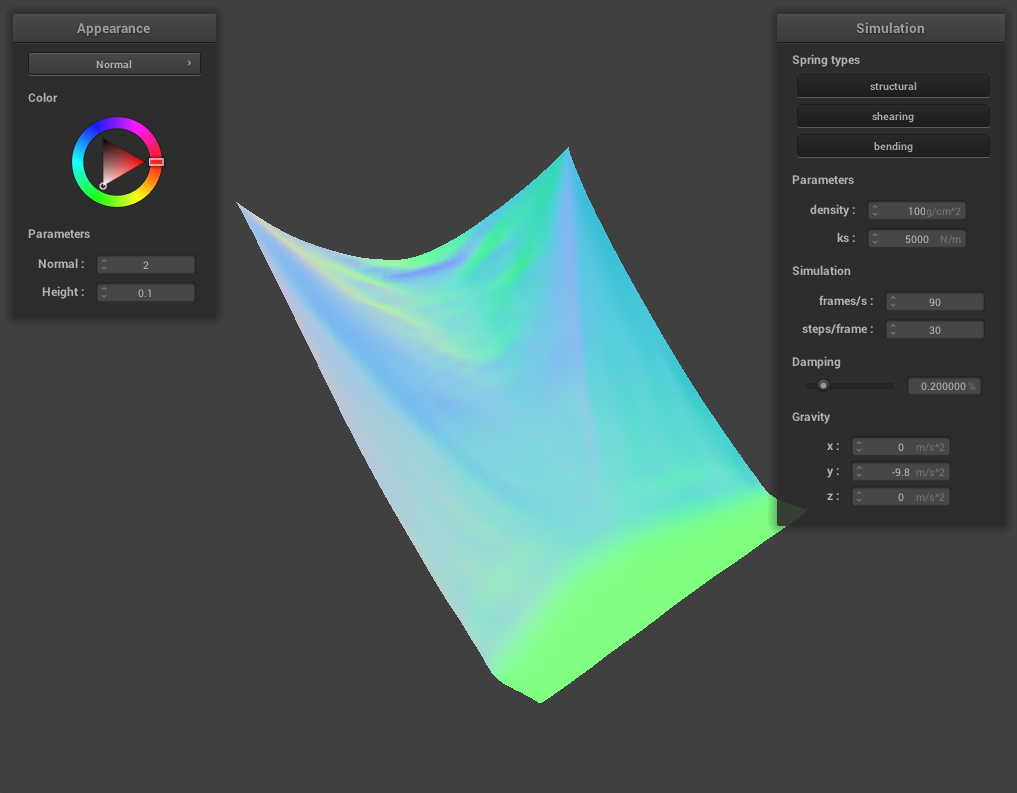 Appearance
Normal
Color
Parameters
Normal : 2
Height : 0.1
Simulation
Spring types
structural
shearing
bending
Parameters
density : 100 g/cm^2
ks : 5000 N/m
Simulation
frames/s : 90
steps/frame : 30
Damping
0.200000 %
Gravity
x : 0 m/s^2
y : -9.8 m/s^2
z : 0 m/s^2